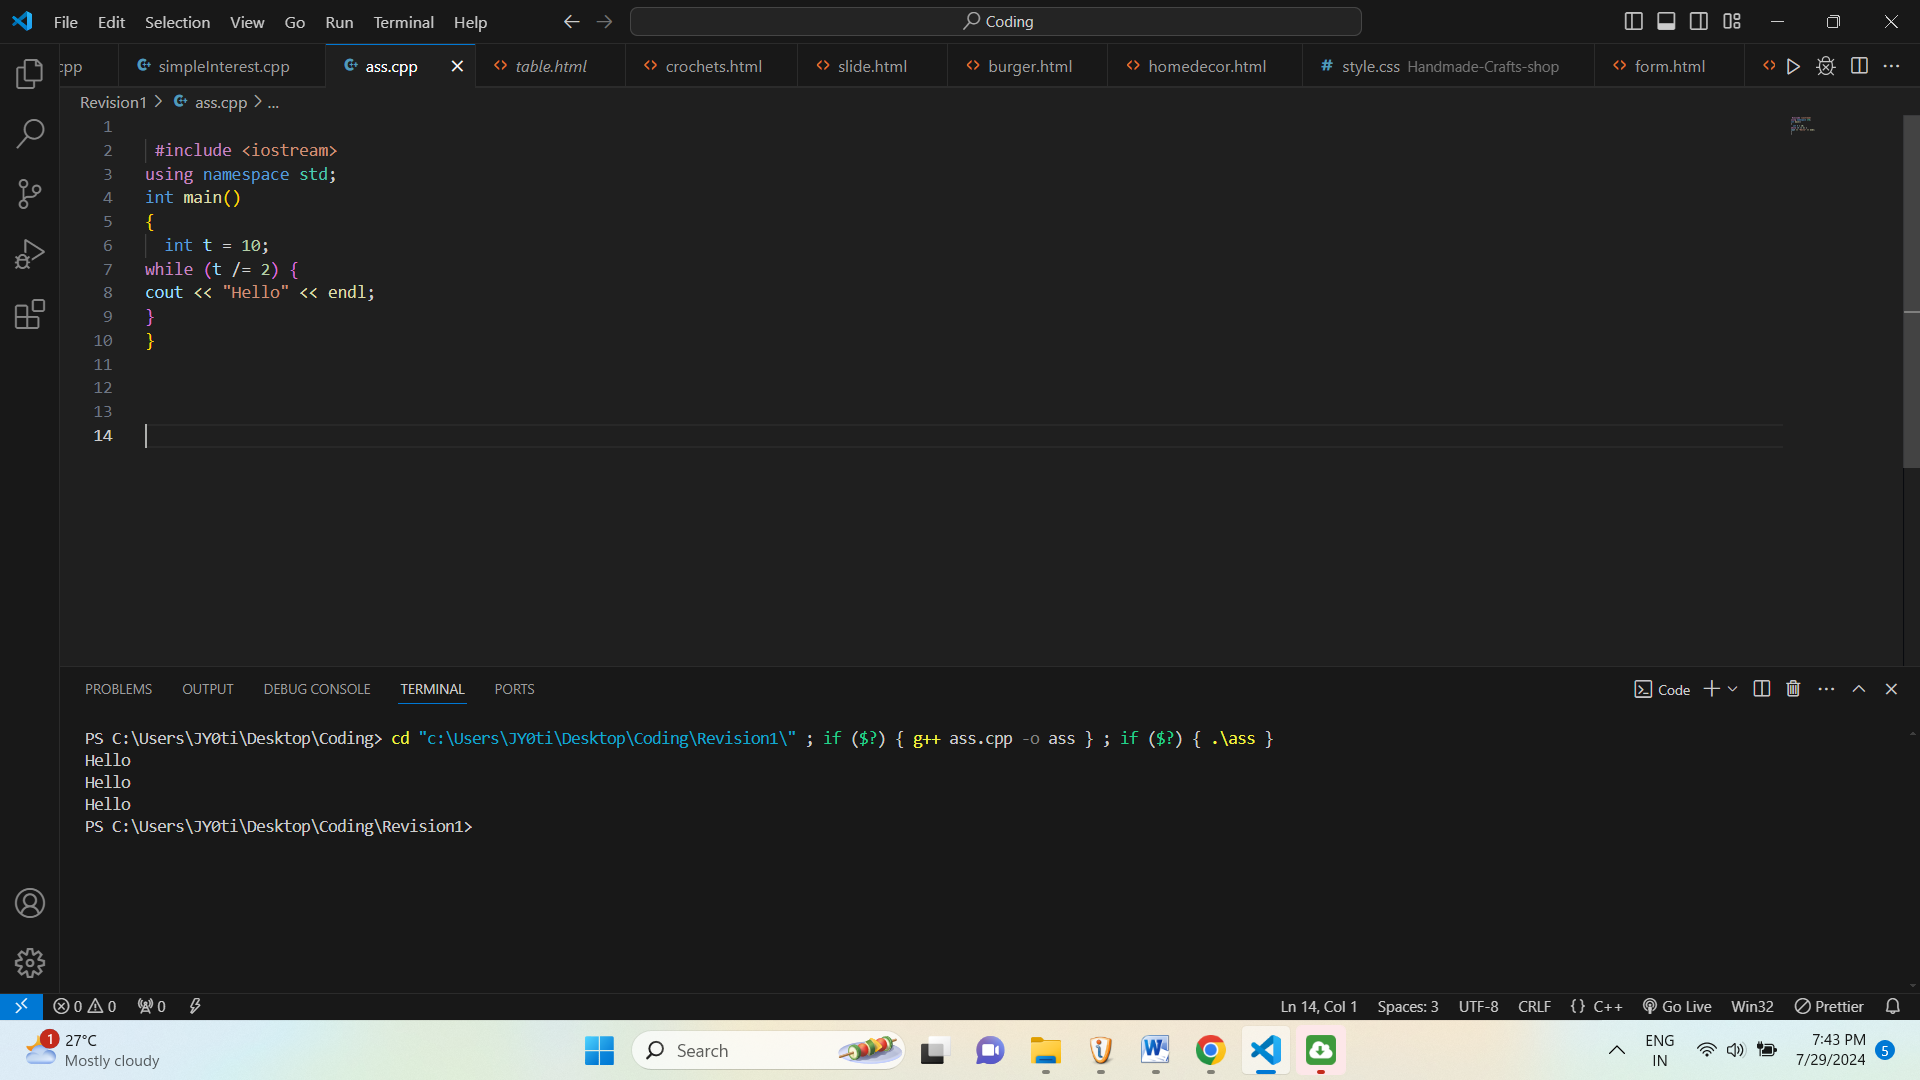 File Edit Selection View Go Run Terminal Help Coding
cpp simpleInterest.cpp ass.cpp table.html crochets.html slide.html burger.html homedecor.html style.css Handmade-Crafts-shop form.html
Revision1 > ass.cpp > ...
1
2 #include <iostream>
3 using namespace std;
4 int main()
5 {
6 int t = 10;
7 while (t /= 2) {
8 cout << "Hello" << endl;
9 }
10 }
11
12
13
14
PROBLEMS OUTPUT DEBUG CONSOLE TERMINAL PORTS Code
PS C:\Users\JY0ti\Desktop\Coding> cd "c:\Users\JY0ti\Desktop\Coding\Revision1\" ; if ($?) { g++ ass.cpp -o ass } ; if ($?) { .\ass }
Hello
Hello
Hello
PS C:\Users\JY0ti\Desktop\Coding\Revision1>
0 0 0 Ln 14, Col 1 Spaces: 3 UTF-8 CRLF {} C++ Go Live Win32 Prettier
1 27°C
Mostly cloudy
Search
ENG
IN
7:43 PM
7/29/2024
5